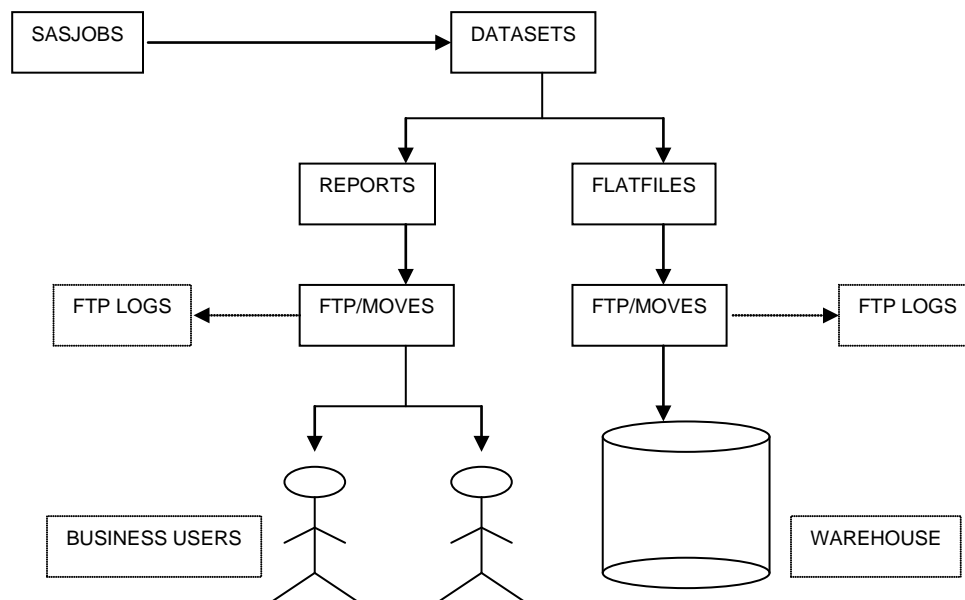 SASJOBS
DATASETS
REPORTS
FLATFILES
FTP LOGS
FTP/MOVES
FTP/MOVES
FTP LOGS
BUSINESS USERS
WAREHOUSE